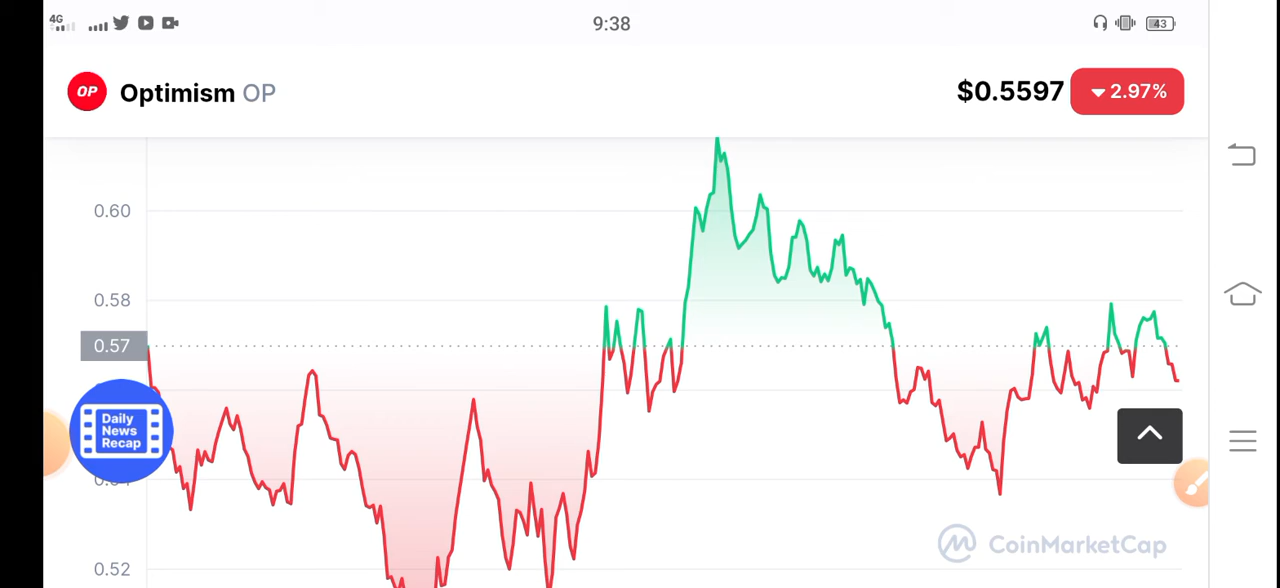 4G
9:38
43
OP Optimism OP $0.5597 2.97%
0.60
0.58
0.57
Daily
News
Recap
0.52
CoinMarketCap